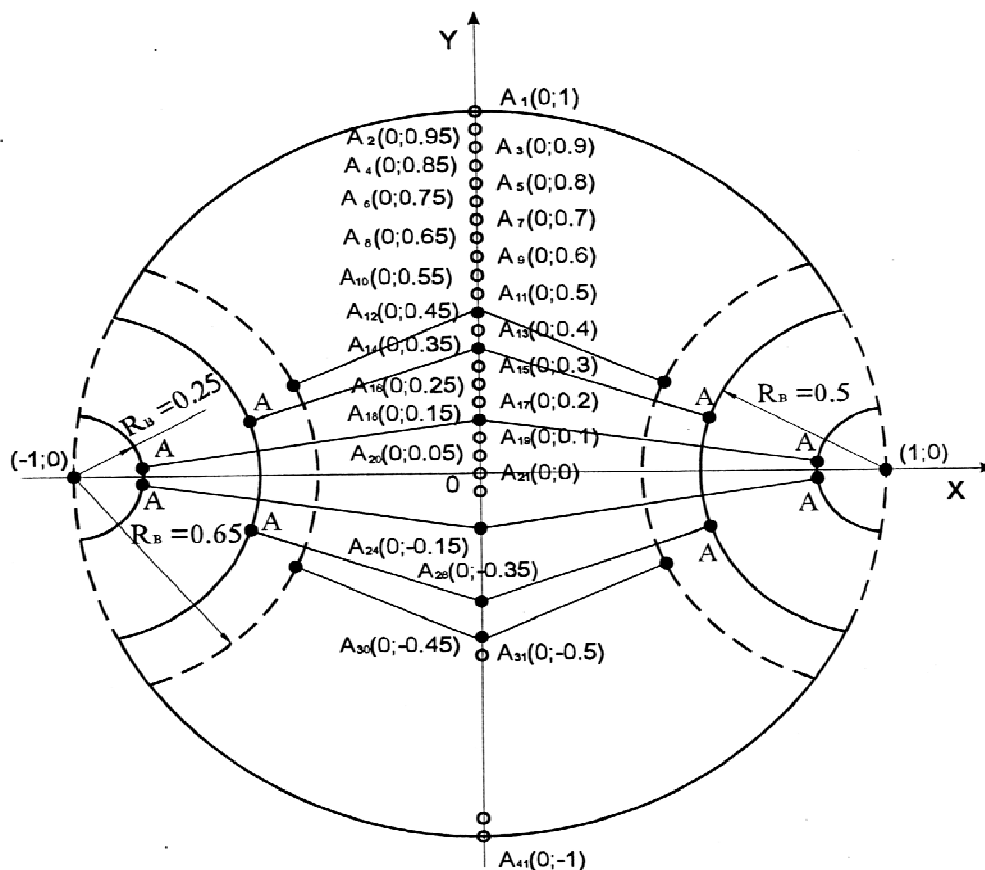 Y
A₁(0;1)
A₂(0;0.95)
A₃(0;0.9)
A₄(0;0.85)
A₅(0;0.8)
A₆(0;0.75)
A₇(0;0.7)
A₈(0;0.65)
A₉(0;0.6)
A₁₀(0;0.55)
A₁₁(0;0.5)
A₁₂(0;0.45)
A₁₃(0;0.4)
A₁₄(0;0.35)
A₁₅(0;0.3)
A₁₆(0;0.25)
A₁₇(0;0.2)
A₁₈(0;0.15)
A₁₉(0;0.1)
A₂₀(0;0.05)
A₂₁(0;0)
R_B =0.25
R_B =0.5
A
A
A
A
(-1;0)
(1;0)
0
X
A
A
R_B =0.65
A
A
A₂₄(0;-0.15)
A₂₈(0;-0.35)
A₃₀(0;-0.45)
A₃₁(0;-0.5)
A₄₁(0;-1)